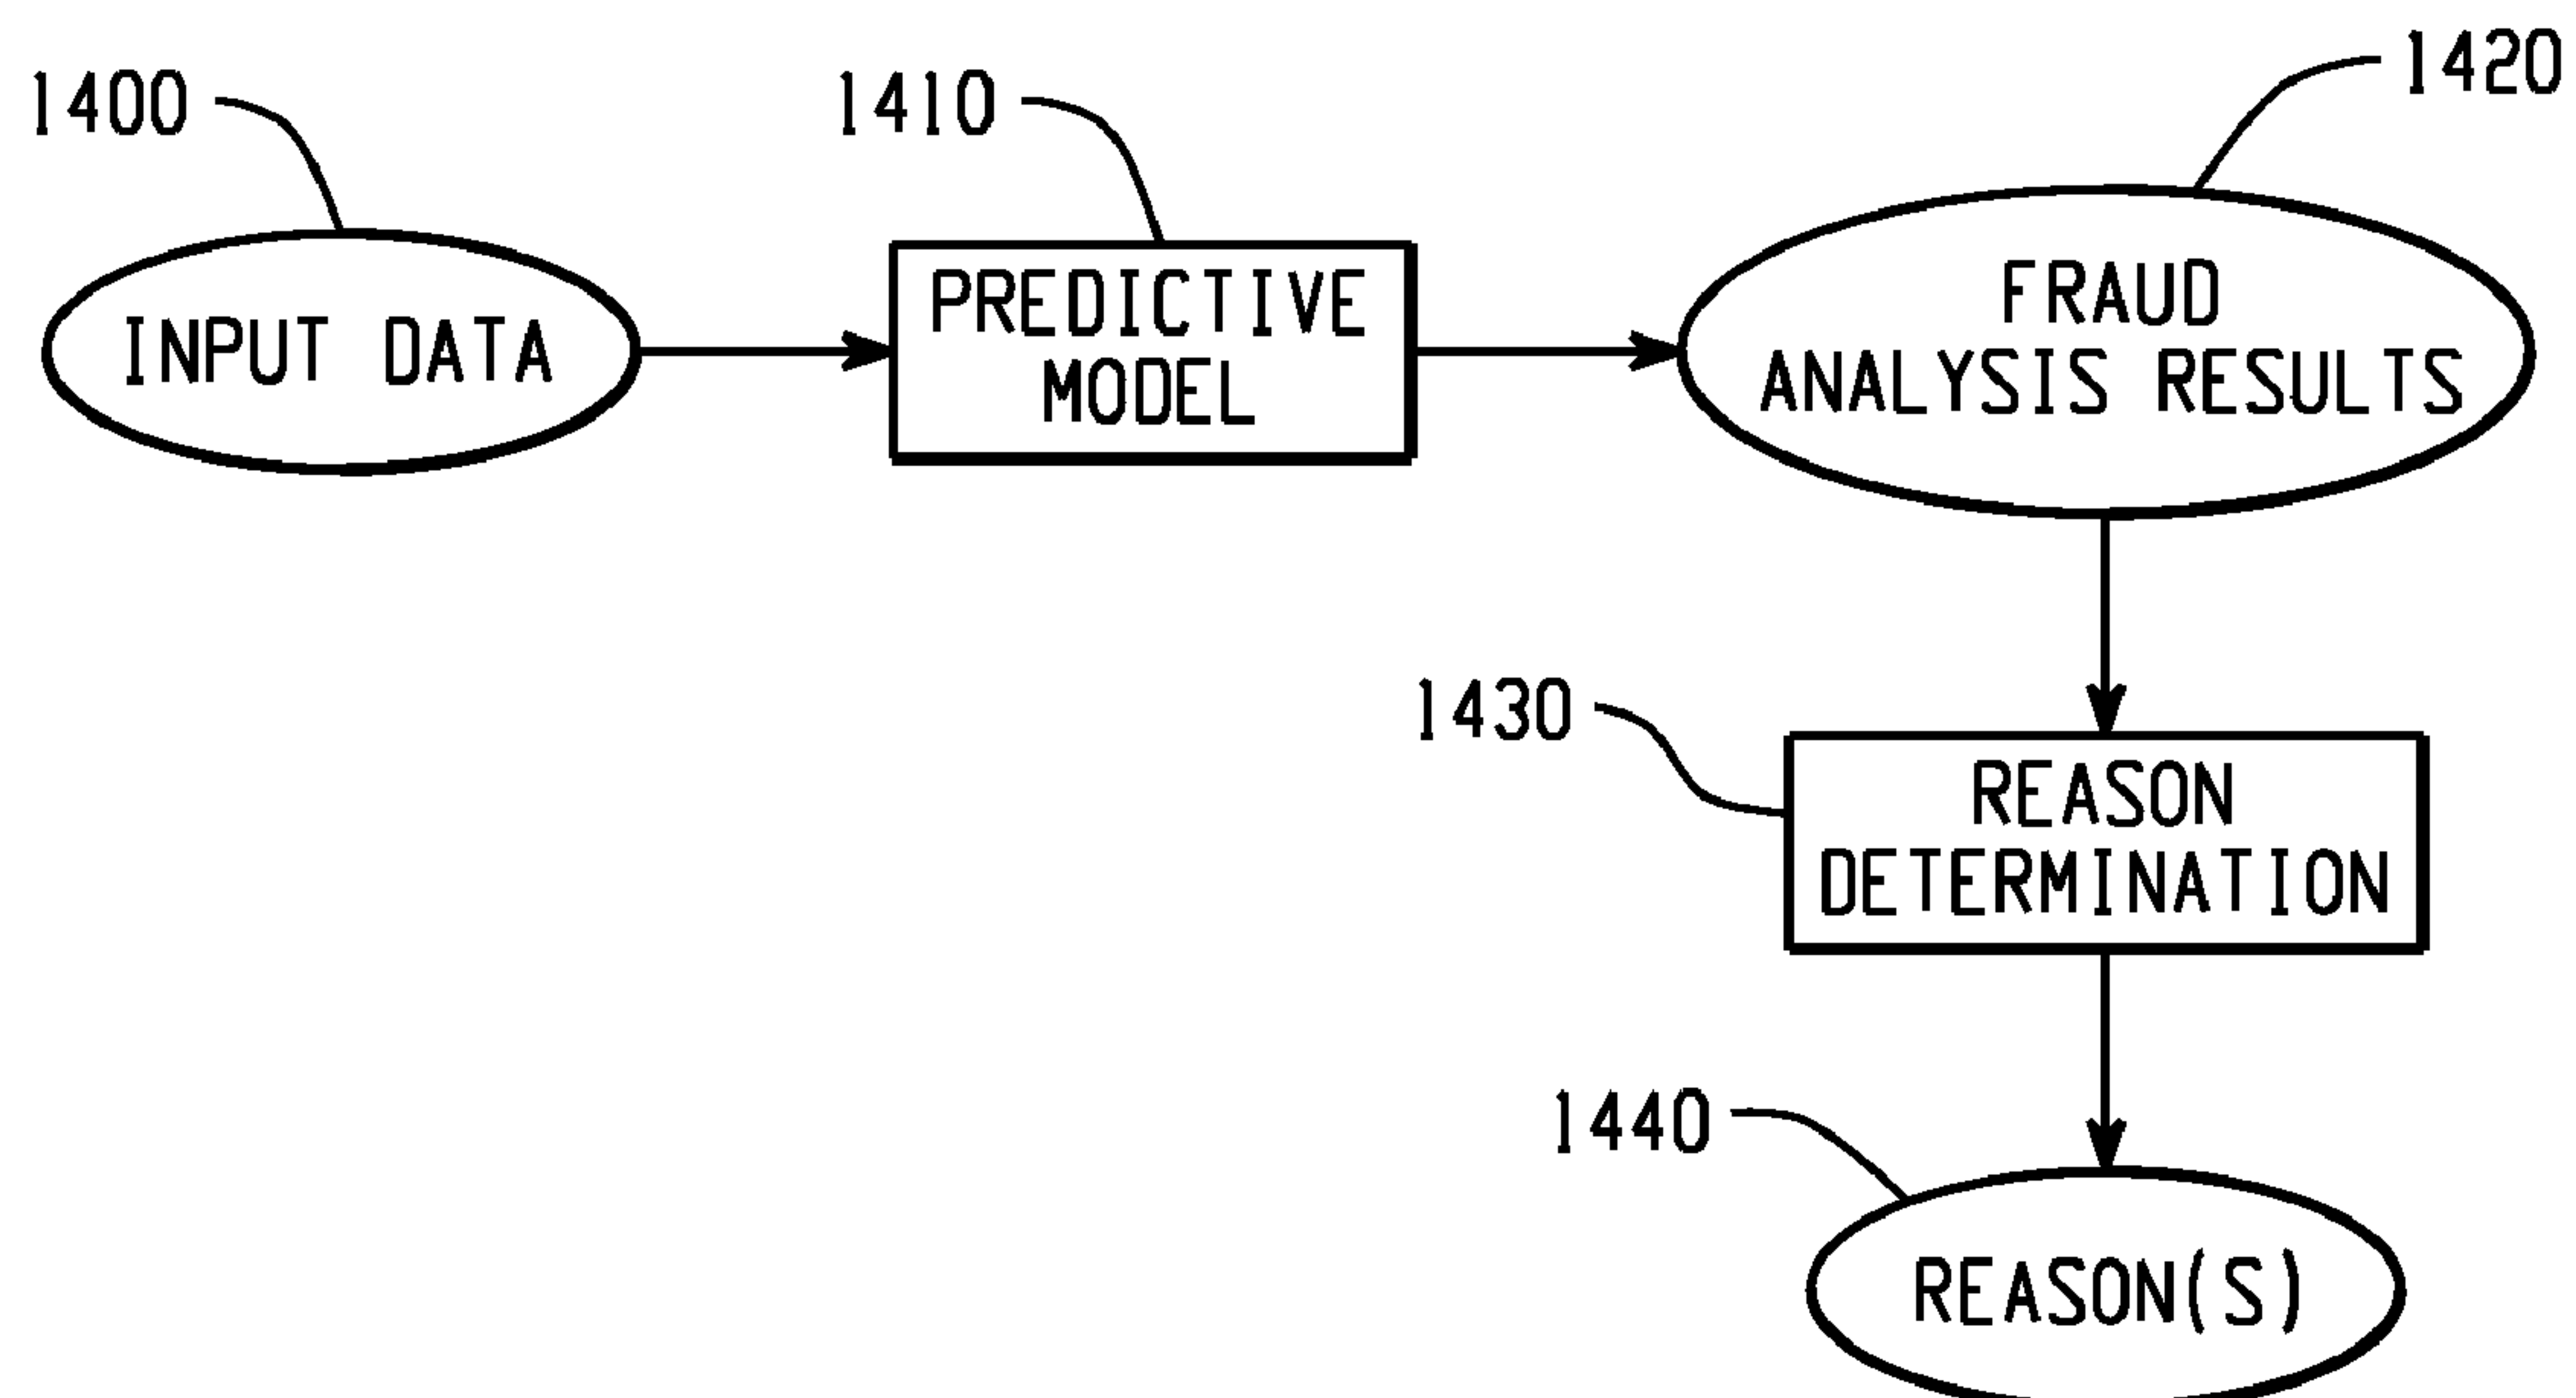 1400
1410
1420
INPUT DATA
PREDICTIVE
MODEL
FRAUD
ANALYSIS RESULTS
1430
REASON
DETERMINATION
1440
REASON(S)